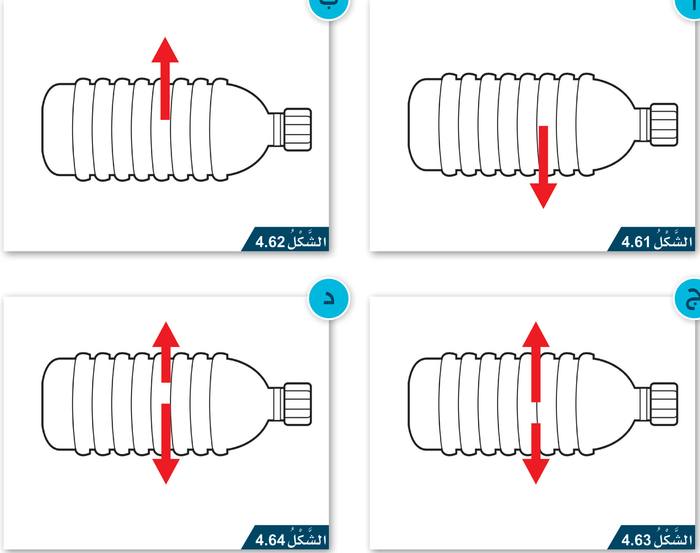 أ
ب
الشَّكْلُ 4.61
الشَّكْلُ 4.62
ج
د
الشَّكْلُ 4.63
الشَّكْلُ 4.64